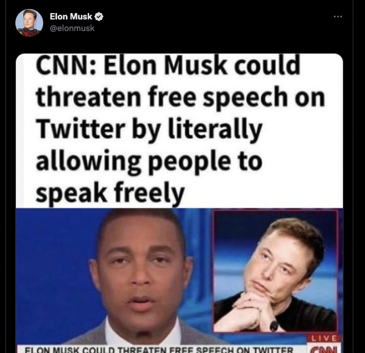 Elon Musk
@elonmusk
CNN: Elon Musk could
threaten free speech on
Twitter by literally
allowing people to
speak freely
LIVE
ELON MUSK COULD THREATEN FREE SPEECH ON TWITTER
CNN